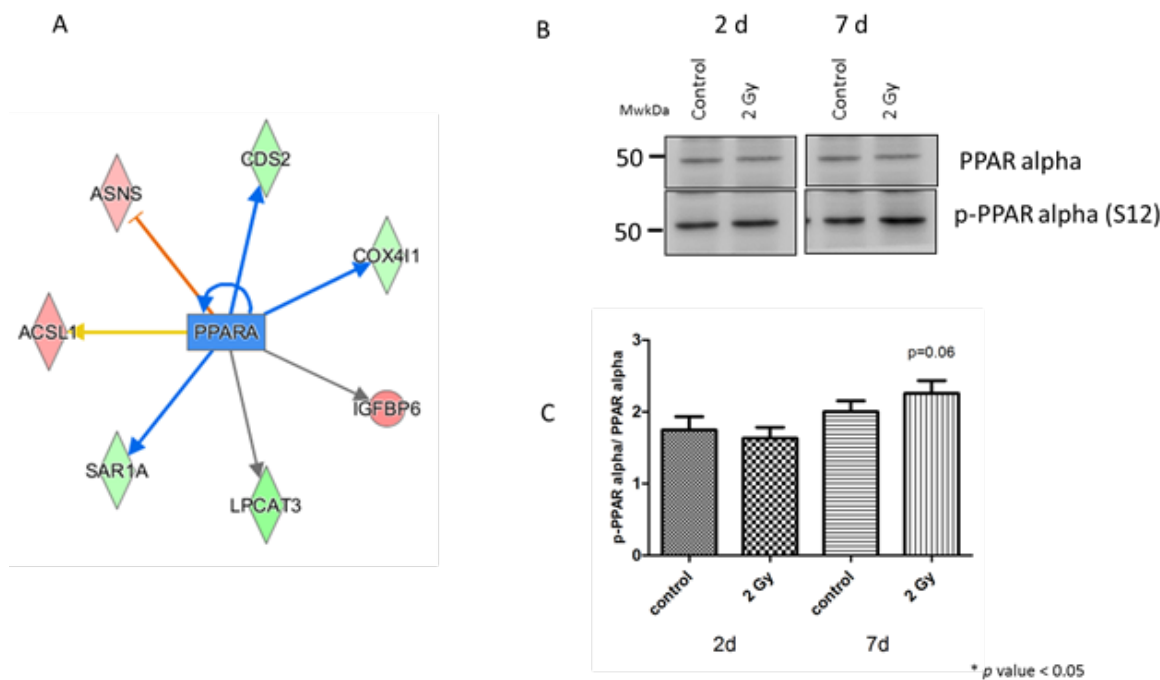 A
CDS2
ASNS
COX4I1
ACSL1
PPARA
IGFBP6
SAR1A
LPCAT3
B
2 d
7 d
MwkDa
Control
2 Gy
Control
2 Gy
50
PPAR alpha
50
p-PPAR alpha (S12)
C
p-PPAR alpha/ PPAR alpha
3
2
1
0
p=0.06
control
2 Gy
control
2 Gy
2d
7d
* p value < 0.05